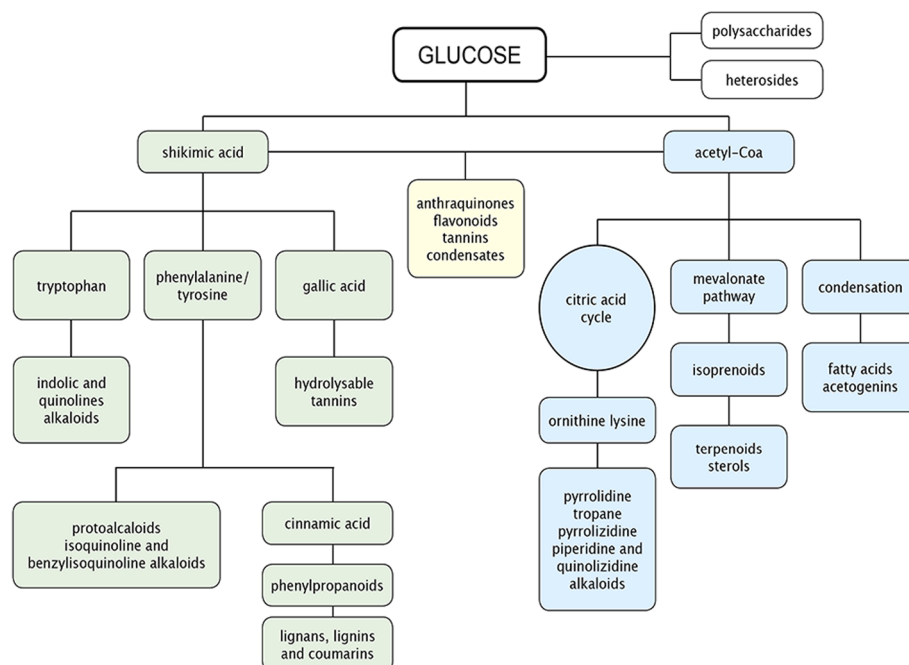 GLUCOSE
polysaccharides
heterosides
shikimic acid
acetyl-Coa
anthraquinones
flavonoids
tannins
condensates
tryptophan
phenylalanine/
tyrosine
gallic acid
citric acid
cycle
mevalonate
pathway
condensation
indolic and
quinolines
alkaloids
hydrolysable
tannins
isoprenoids
fatty acids
acetogenins
ornithine lysine
terpenoids
sterols
protoalcaloids
isoquinoline and
benzylisoquinoline alkaloids
cinnamic acid
phenylpropanoids
lignans, lignins
and coumarins
pyrrolidine
tropane
pyrrolizidine
piperidine and
quinolizidine
alkaloids